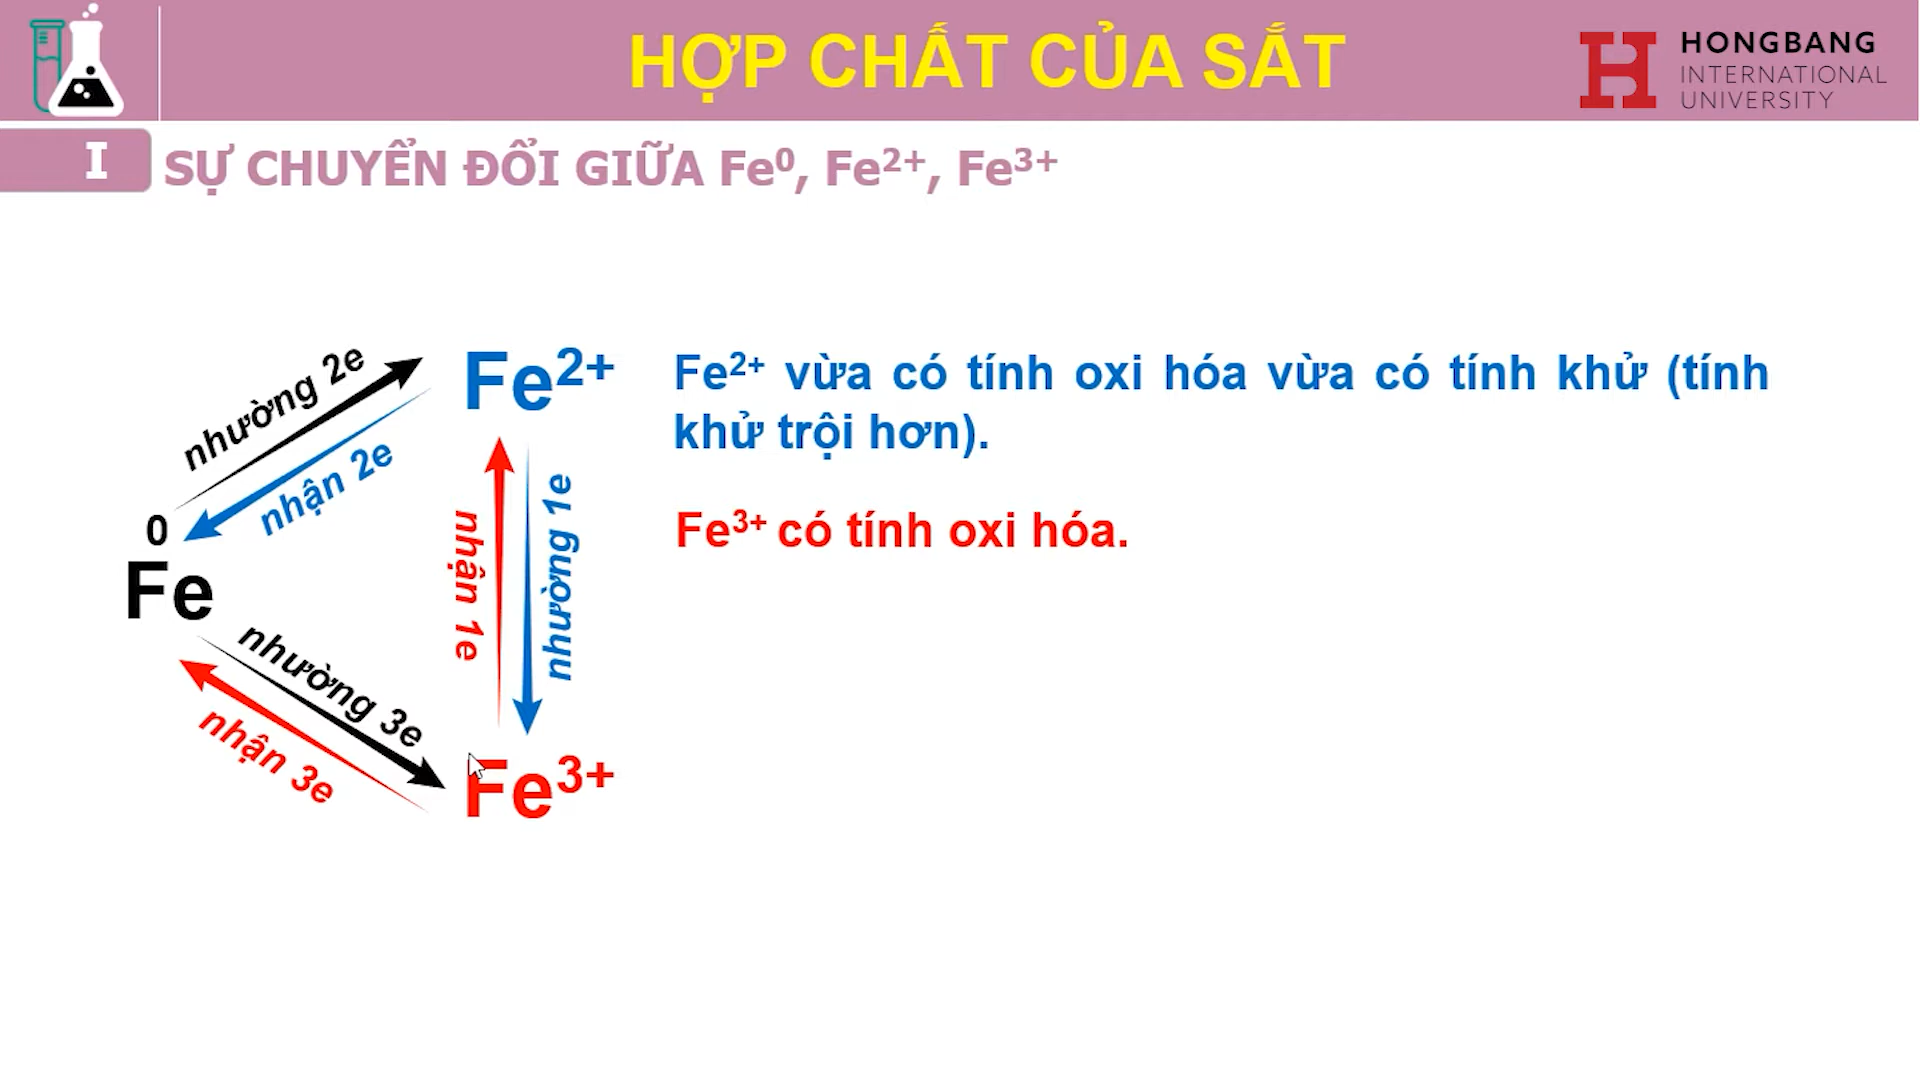 HỢP CHẤT CỦA SẮT
HONGBANG
INTERNATIONAL
UNIVERSITY
I
SỰ CHUYỂN ĐỔI GIỮA Fe⁰, Fe²⁺, Fe³⁺
nhường 2e
nhận 2e
Fe²⁺
Fe²⁺ vừa có tính oxi hóa vừa có tính khử (tính
khử trội hơn).
0
Fe
nhận 1e
nhường 1e
Fe³⁺ có tính oxi hóa.
nhường 3e
nhận 3e
Fe³⁺